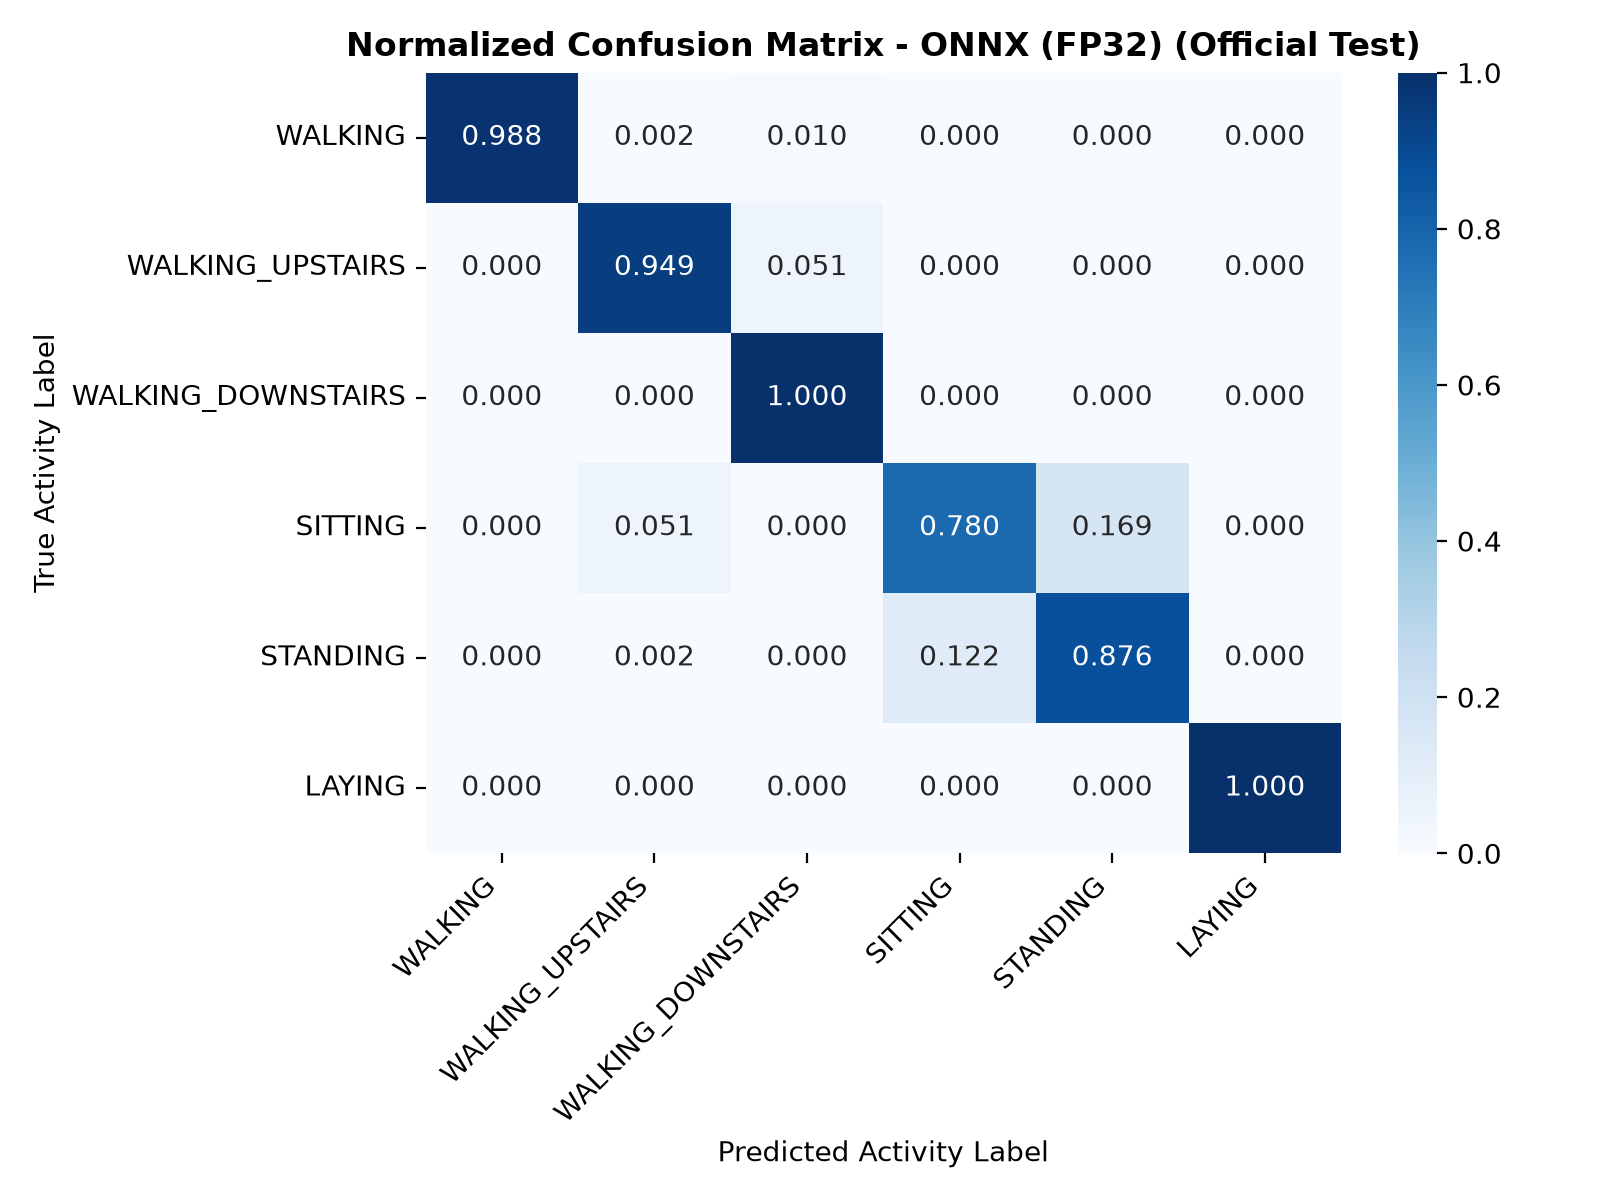 Normalized Confusion Matrix - ONNX (FP32) (Official Test)
WALKING 0.988 0.002 0.010 0.000 0.000 0.000
WALKING_UPSTAIRS 0.000 0.949 0.051 0.000 0.000 0.000
WALKING_DOWNSTAIRS 0.000 0.000 1.000 0.000 0.000 0.000
SITTING 0.000 0.051 0.000 0.780 0.169 0.000
STANDING 0.000 0.002 0.000 0.122 0.876 0.000
LAYING 0.000 0.000 0.000 0.000 0.000 1.000
True Activity Label
WALKING
WALKING_UPSTAIRS
WALKING_DOWNSTAIRS
SITTING
STANDING
LAYING
Predicted Activity Label
1.0
0.8
0.6
0.4
0.2
0.0